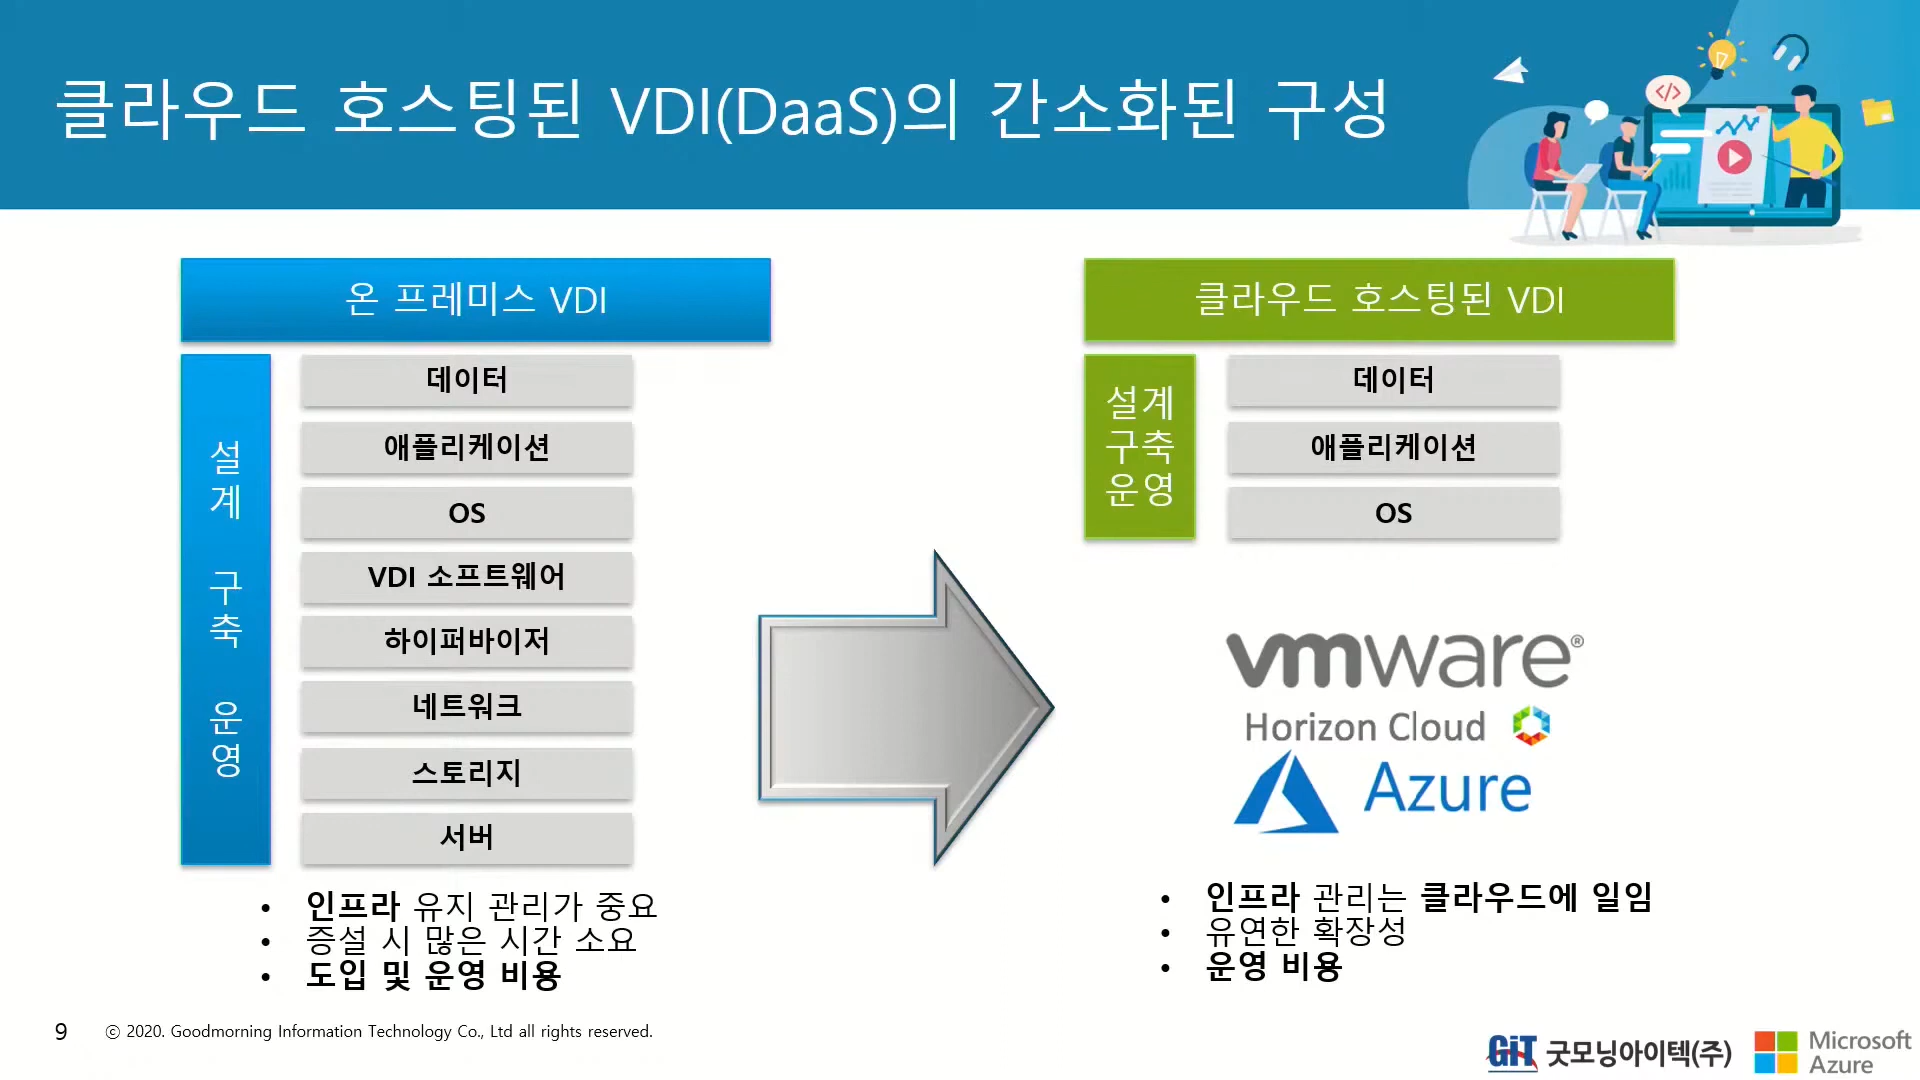 클라우드 호스팅된 VDI(DaaS)의 간소화된 구성
</>
온 프레미스 VDI
설계 구축 운영
데이터
애플리케이션
OS
VDI 소프트웨어
하이퍼바이저
네트워크
스토리지
서버
• 인프라 유지 관리가 중요
• 증설 시 많은 시간 소요
• 도입 및 운영 비용
클라우드 호스팅된 VDI
설계
구축
운영
데이터
애플리케이션
OS
vmware®
Horizon Cloud
Azure
• 인프라 관리는 클라우드에 일임
• 유연한 확장성
• 운영 비용
9
ⓒ 2020. Goodmorning Information Technology Co., Ltd all rights reserved.
GiT 굿모닝아이텍(주)
Microsoft
Azure